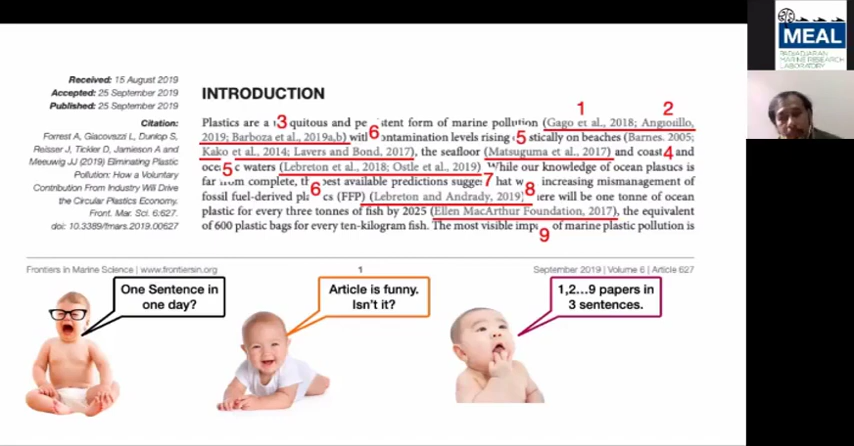 MEAL
PADJADJARAN
MARINE RESEARCH
LABORATORY
Received: 15 August 2019
Accepted: 25 September 2019
Published: 25 September 2019
Citation:
Forrest A, Giacovazzi L, Dunlop S,
Reisser J, Tickler D, Jamieson A and
Meeuwig JJ (2019) Eliminating Plastic
Pollution: How a Voluntary
Contribution From Industry Will Drive
the Circular Plastics Economy.
Front. Mar. Sci. 6:627.
doi: 10.3389/fmars.2019.00627
INTRODUCTION
1 2
Plastics are a 3 quitous and pe tent form of marine pollution (Gago et al., 2018; Angiolillo,
2019; Barboza et al., 2019a,b) with 6 ontamination levels rising 5 stically on beaches (Barnes, 2005;
Kako et al., 2014; Lavers and Bond, 2017), the seafloor (Matsuguma et al., 2017) and coast 4 and
oce 5 c waters (Lebreton et al., 2018; Ostle et al., 2019) While our knowledge of ocean plastics is
far from complete, th 6 best available predictions sugges 7 hat w 8 increasing mismanagement of
fossil fuel-derived pla cs (FFP) (Lebreton and Andrady, 2019) here will be one tonne of ocean
plastic for every three tonnes of fish by 2025 (Ellen MacArthur Foundation, 2017), the equivalent
of 600 plastic bags for every ten-kilogram fish. The most visible imp 9 of marine plastic pollution is
Frontiers in Marine Science | www.frontiersin.org 1 September 2019 | Volume 6 | Article 627
One Sentence in
one day?
Article is funny.
Isn't it?
1,2...9 papers in
3 sentences.